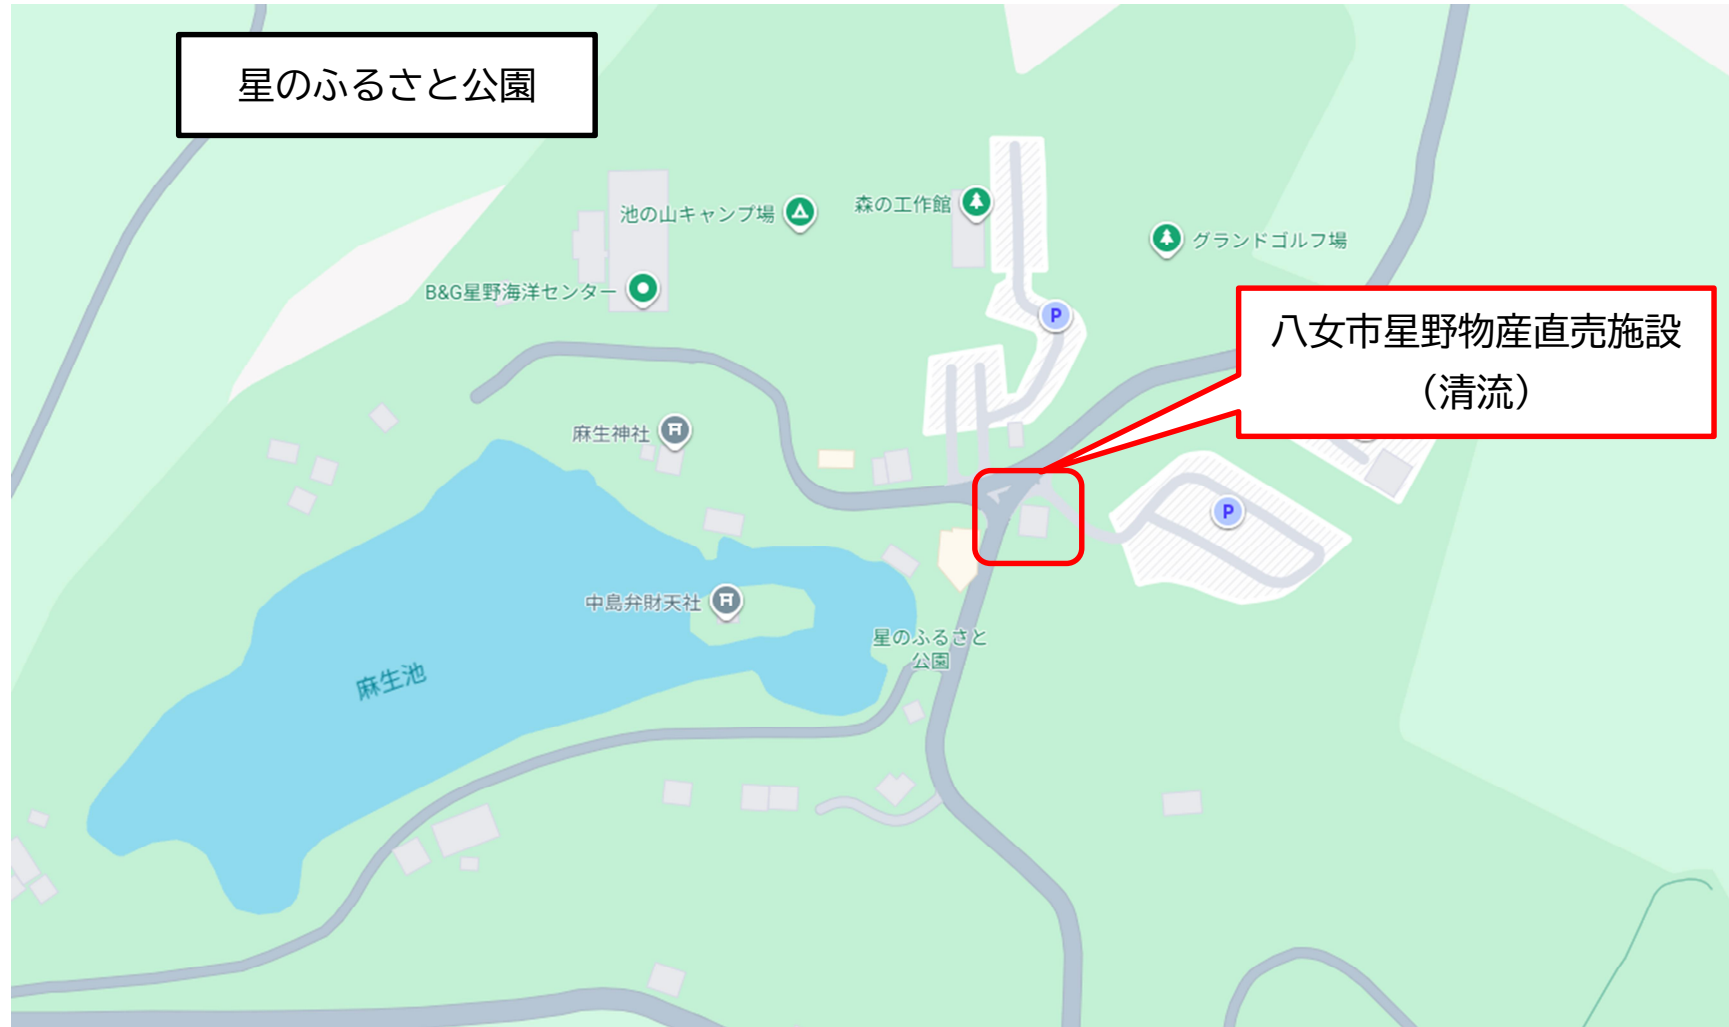 星のふるさと公園
池の山キャンプ場
森の工作館
グランドゴルフ場
B&G星野海洋センター
P
八女市星野物産直売施設
（清流）
麻生神社
P
中島弁財天社
星のふるさと
公園
麻生池